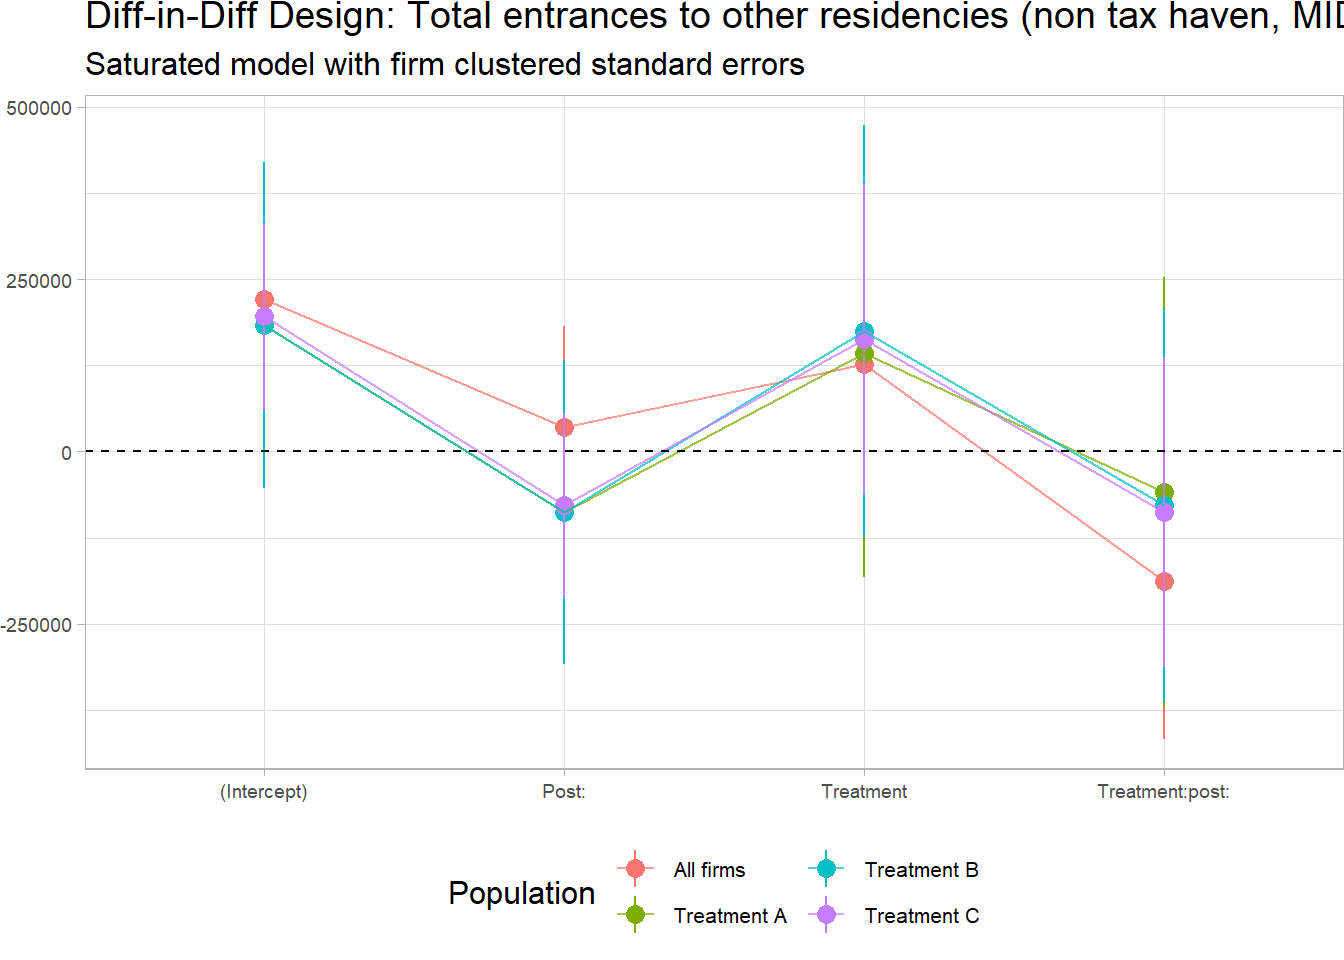 Diff-in-Diff Design: Total entrances to other residencies (non tax haven,
Saturated model with firm clustered standard errors
500000
250000
0
-250000
(Intercept) Post: Treatment Treatment:post:
Population
All firms Treatment B
Treatment A Treatment C